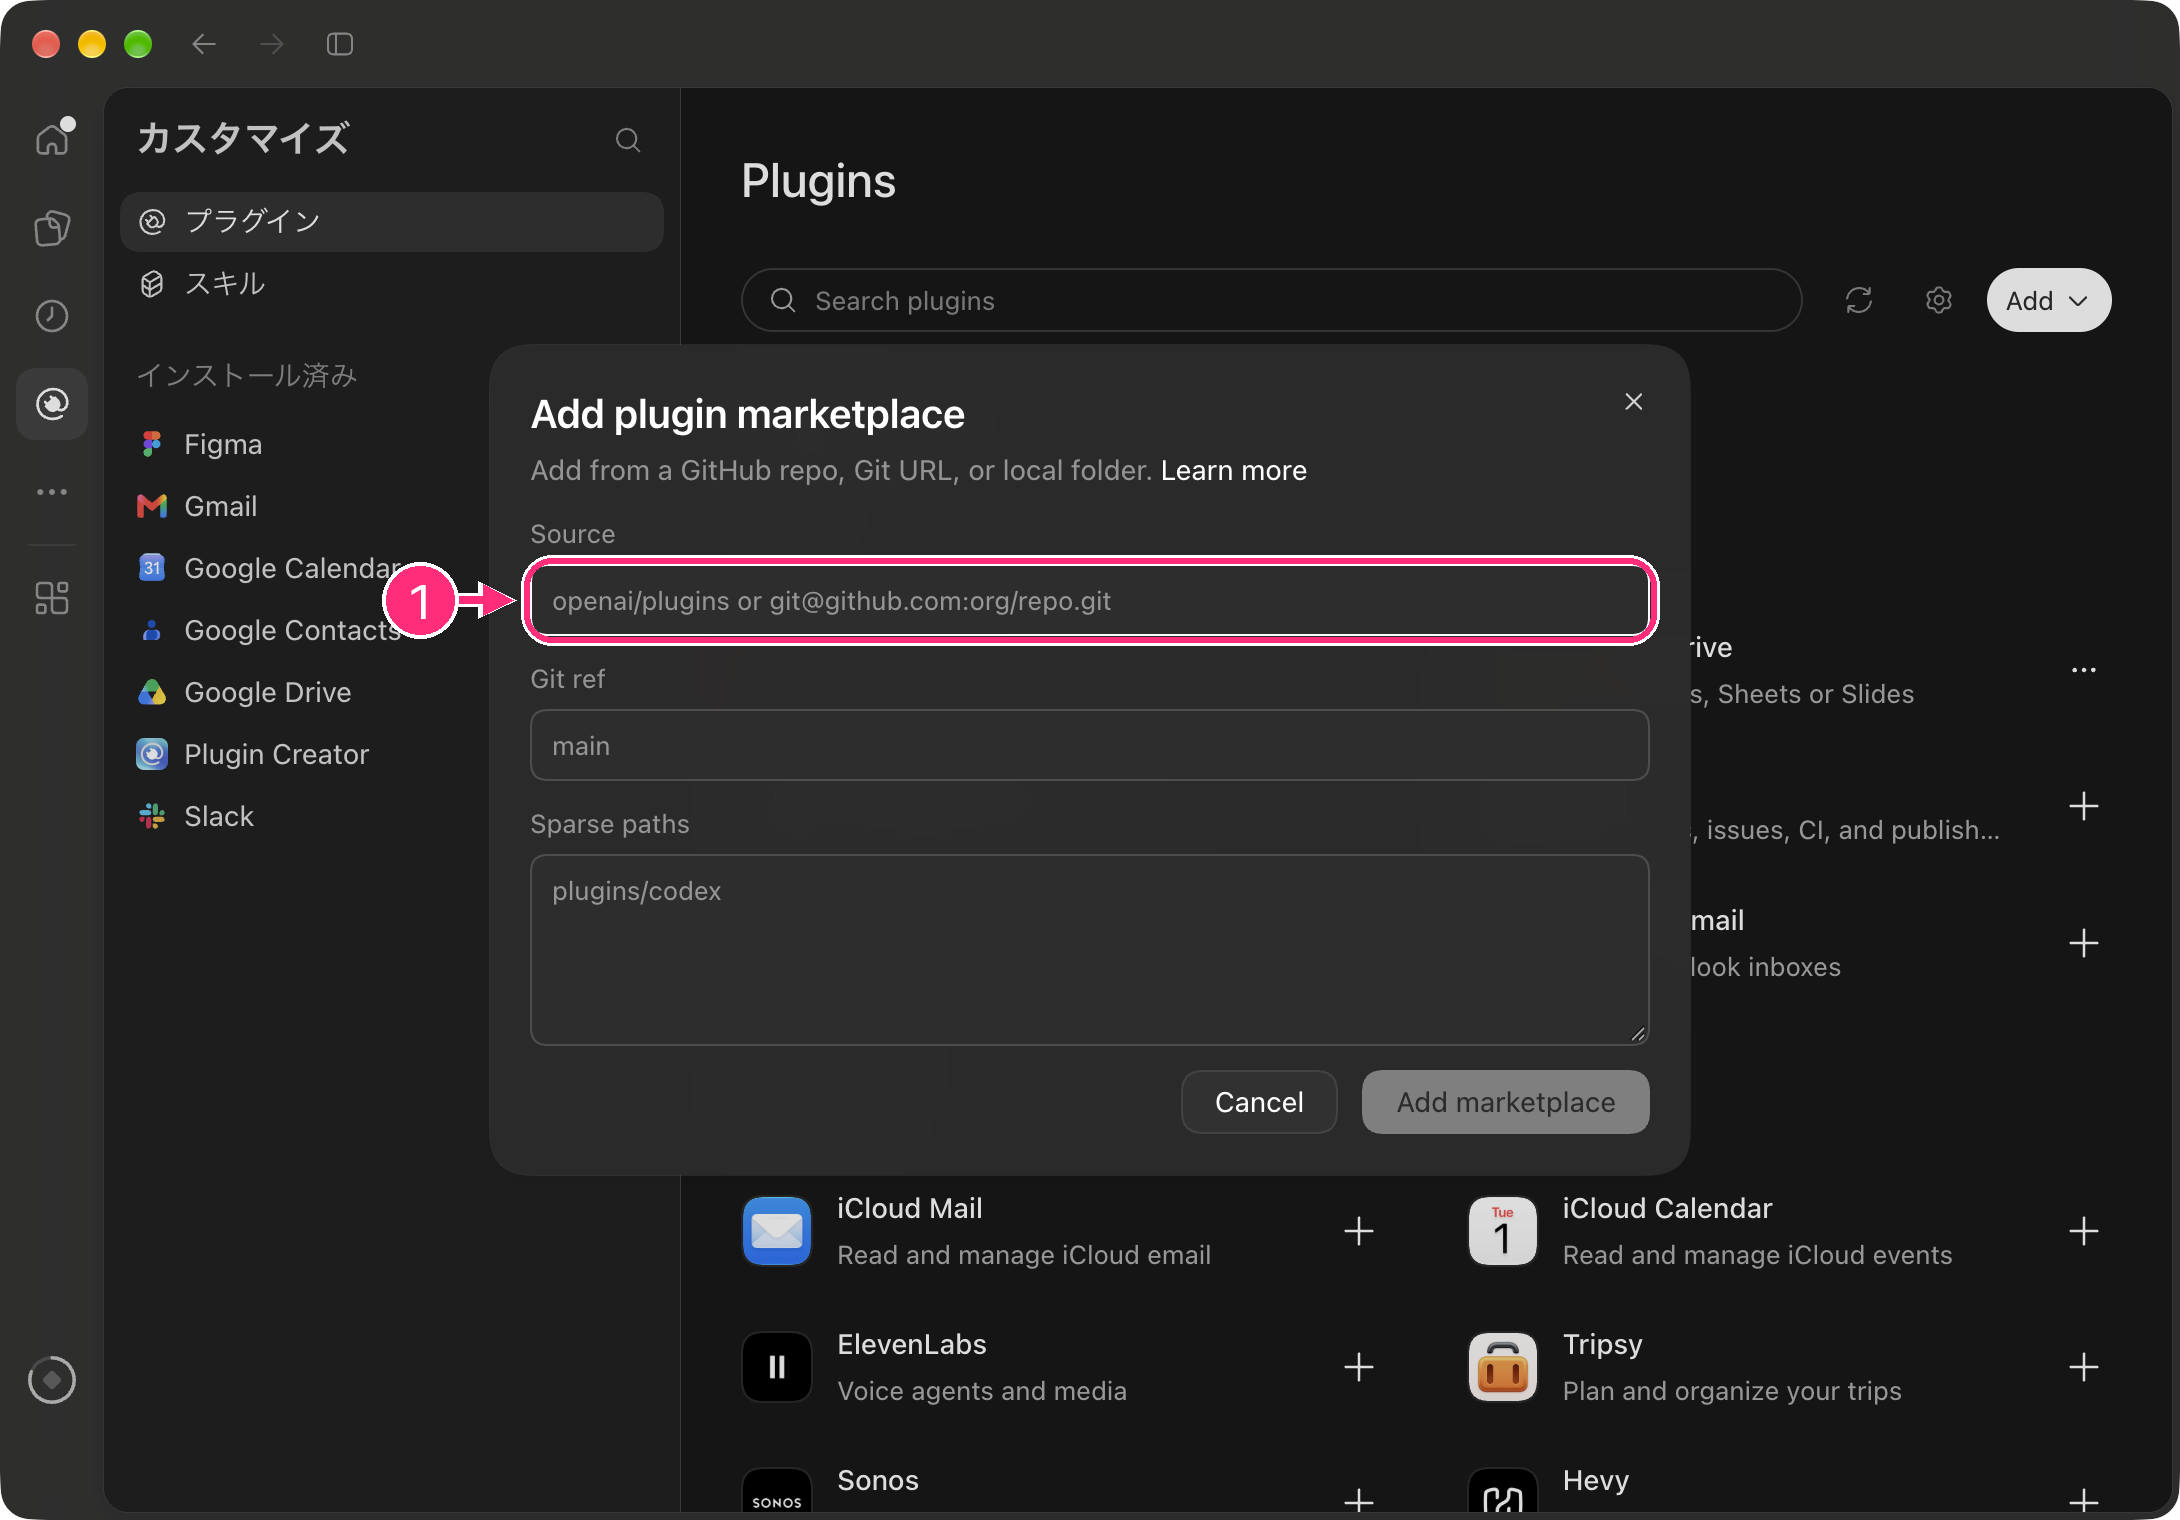 カスタマイズ
プラグイン
スキル
インストール済み
Figma
Gmail
31
Google Calendar
Google Contacts
Google Drive
Plugin Creator
Slack
Plugins
Search plugins
Add
Add plugin marketplace
Add from a GitHub repo, Git URL, or local folder. Learn more
Source
1
openai/plugins or git@github.com:org/repo.git
Git ref
main
Sparse paths
plugins/codex
Cancel
Add marketplace
rive
s, Sheets or Slides
, issues, CI, and publish...
mail
look inboxes
iCloud Mail
Read and manage iCloud email
Tue
1
iCloud Calendar
Read and manage iCloud events
ElevenLabs
Voice agents and media
Tripsy
Plan and organize your trips
SONOS
Sonos
Hevy